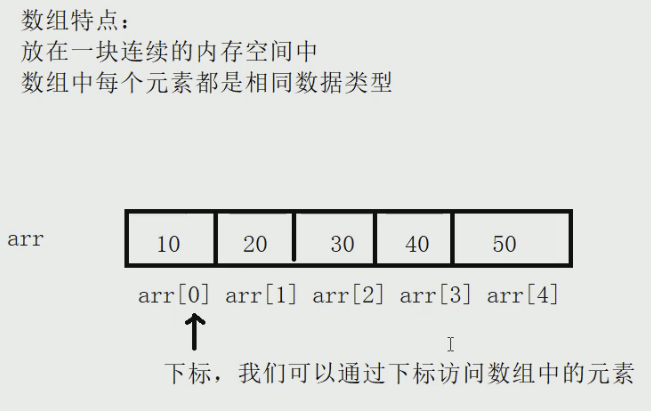 数组特点：
放在一块连续的内存空间中
数组中每个元素都是相同数据类型
arr 10 20 30 40 50
arr[0] arr[1] arr[2] arr[3] arr[4]
下标，我们可以通过下标访问数组中的元素